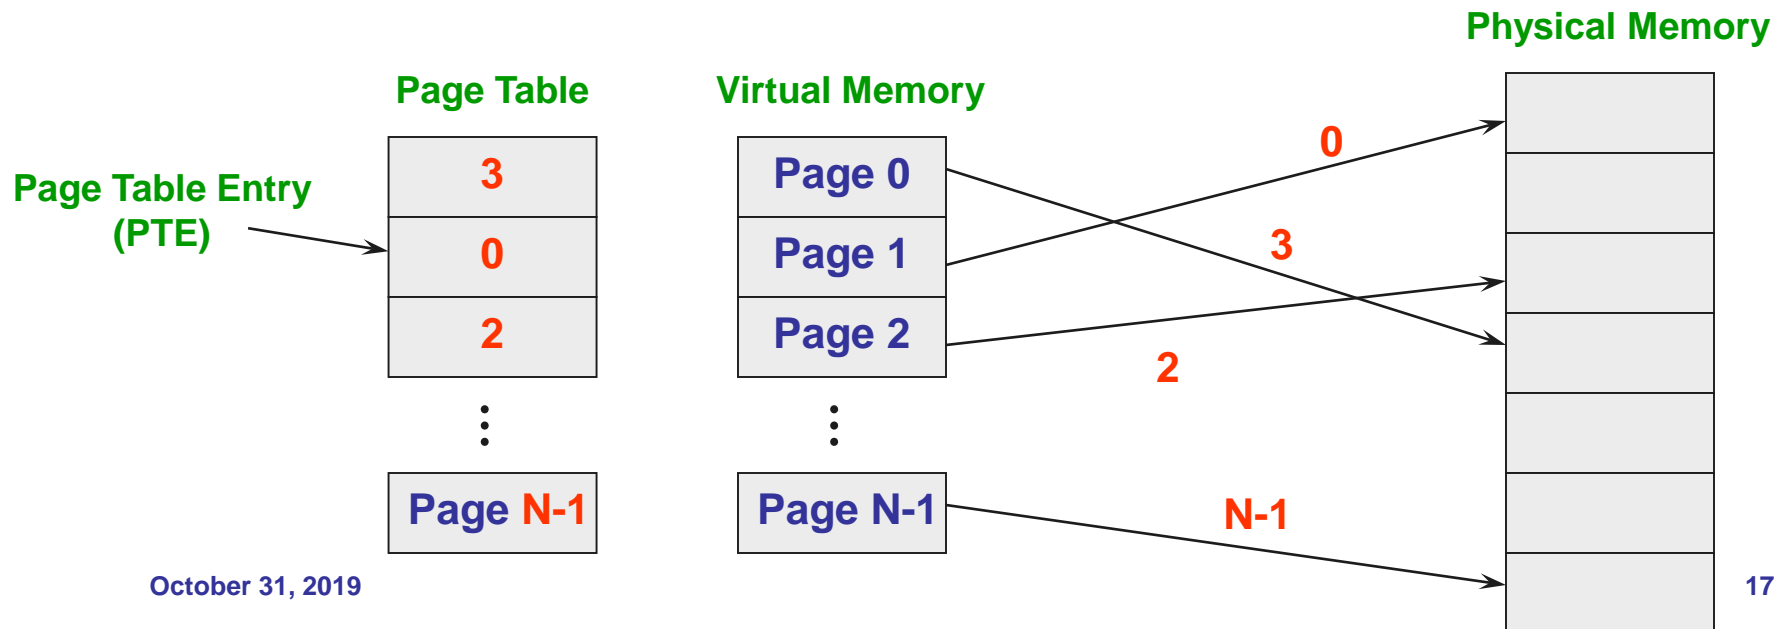 Physical Memory
Page Table
Virtual Memory
Page Table Entry
(PTE)
3
0
2
Page N-1
Page 0
Page 1
Page 2
Page N-1
0
3
2
N-1
October 31, 2019
17